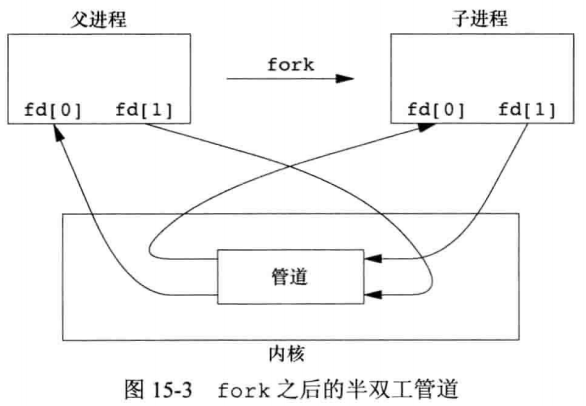 父进程
子进程
fork
fd[0] fd[1]
fd[0] fd[1]
管道
内核
图 15-3 fork 之后的半双工管道